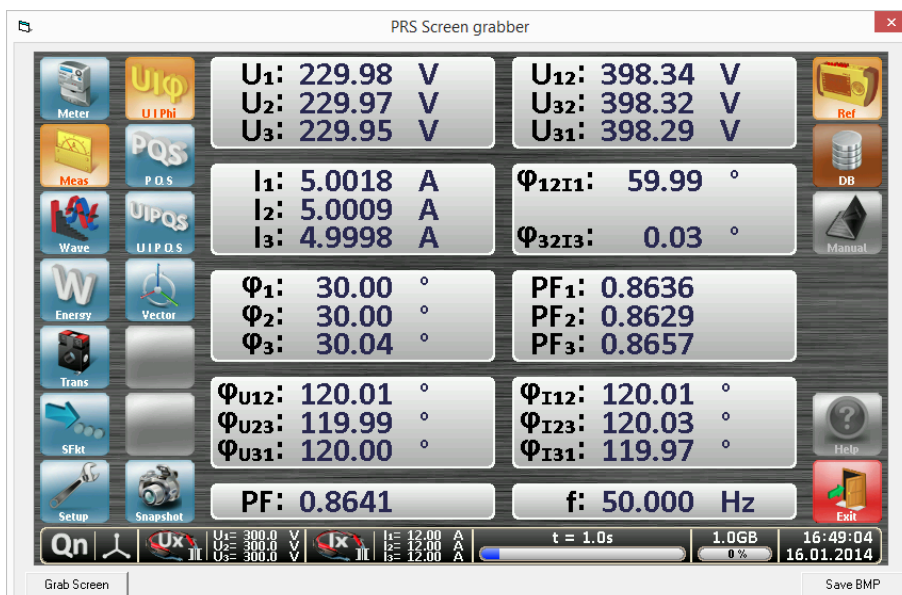 PRS Screen grabber
Meter
UIφ
U I Phi
U1: 229.98 V
U2: 229.97 V
U3: 229.95 V
U12: 398.34 V
U32: 398.32 V
U31: 398.29 V
Ref
Meas
PQS
P Q S
I1: 5.0018 A
I2: 5.0009 A
I3: 4.9998 A
φ12I1: 59.99 °
φ32I3: 0.03 °
DB
Wave
UIPQS
U I P Q S
Manual
W
Energy
Vector
φ1: 30.00 °
φ2: 30.00 °
φ3: 30.04 °
PF1: 0.8636
PF2: 0.8629
PF3: 0.8657
Trans
φU12: 120.01 °
φU23: 119.99 °
φU31: 120.00 °
φI12: 120.01 °
φI23: 120.03 °
φI31: 119.97 °
SFkt
?
Help
Setup
Snapshot
PF: 0.8641
f: 50.000 Hz
Exit
Qn
Ux
U1= 300.0 V
U2= 300.0 V
U3= 300.0 V
Ix
I1= 12.00 A
I2= 12.00 A
I3= 12.00 A
t = 1.0s
1.0GB
0 %
16:49:04
16.01.2014
Grab Screen
Save BMP